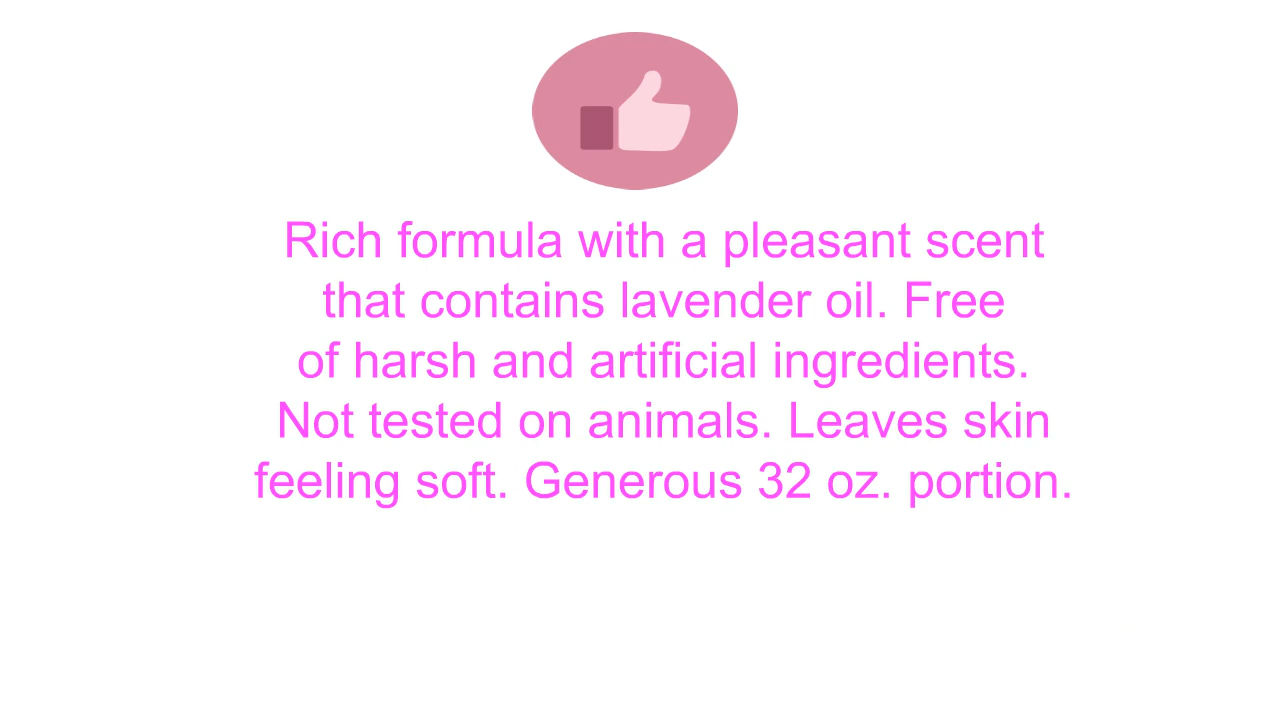 Rich formula with a pleasant scent
that contains lavender oil. Free
of harsh and artificial ingredients.
Not tested on animals. Leaves skin
feeling soft. Generous 32 oz. portion.